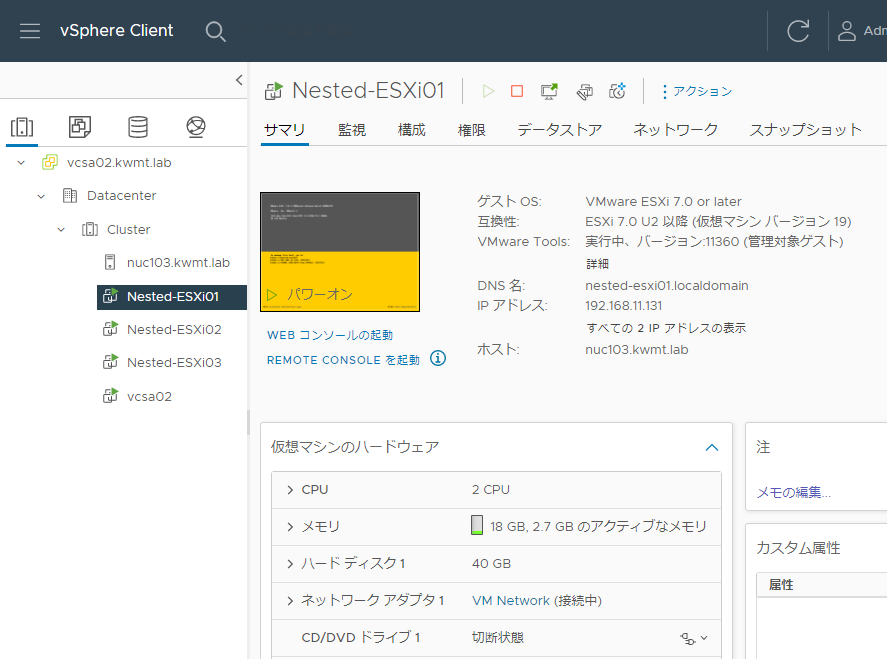 vSphere Client
Adm
Nested-ESXi01
アクション
サマリ 監視 構成 権限 データストア ネットワーク スナップショット
vcsa02.kwmt.lab
Datacenter
Cluster
nuc103.kwmt.lab
Nested-ESXi01
Nested-ESXi02
Nested-ESXi03
vcsa02
パワーオン
WEB コンソールの起動
REMOTE CONSOLE を起動
ゲスト OS: VMware ESXi 7.0 or later
互換性: ESXi 7.0 U2 以降 (仮想マシン バージョン 19)
VMware Tools: 実行中、バージョン:11360 (管理対象ゲスト)
詳細
DNS 名: nested-esxi01.localdomain
IP アドレス: 192.168.11.131
すべての 2 IP アドレスの表示
ホスト: nuc103.kwmt.lab
仮想マシンのハードウェア
CPU 2 CPU
メモリ 18 GB, 2.7 GB のアクティブなメモリ
ハード ディスク 1 40 GB
ネットワーク アダプタ 1 VM Network (接続中)
CD/DVD ドライブ 1 切断状態
注
メモの編集...
カスタム属性
属性